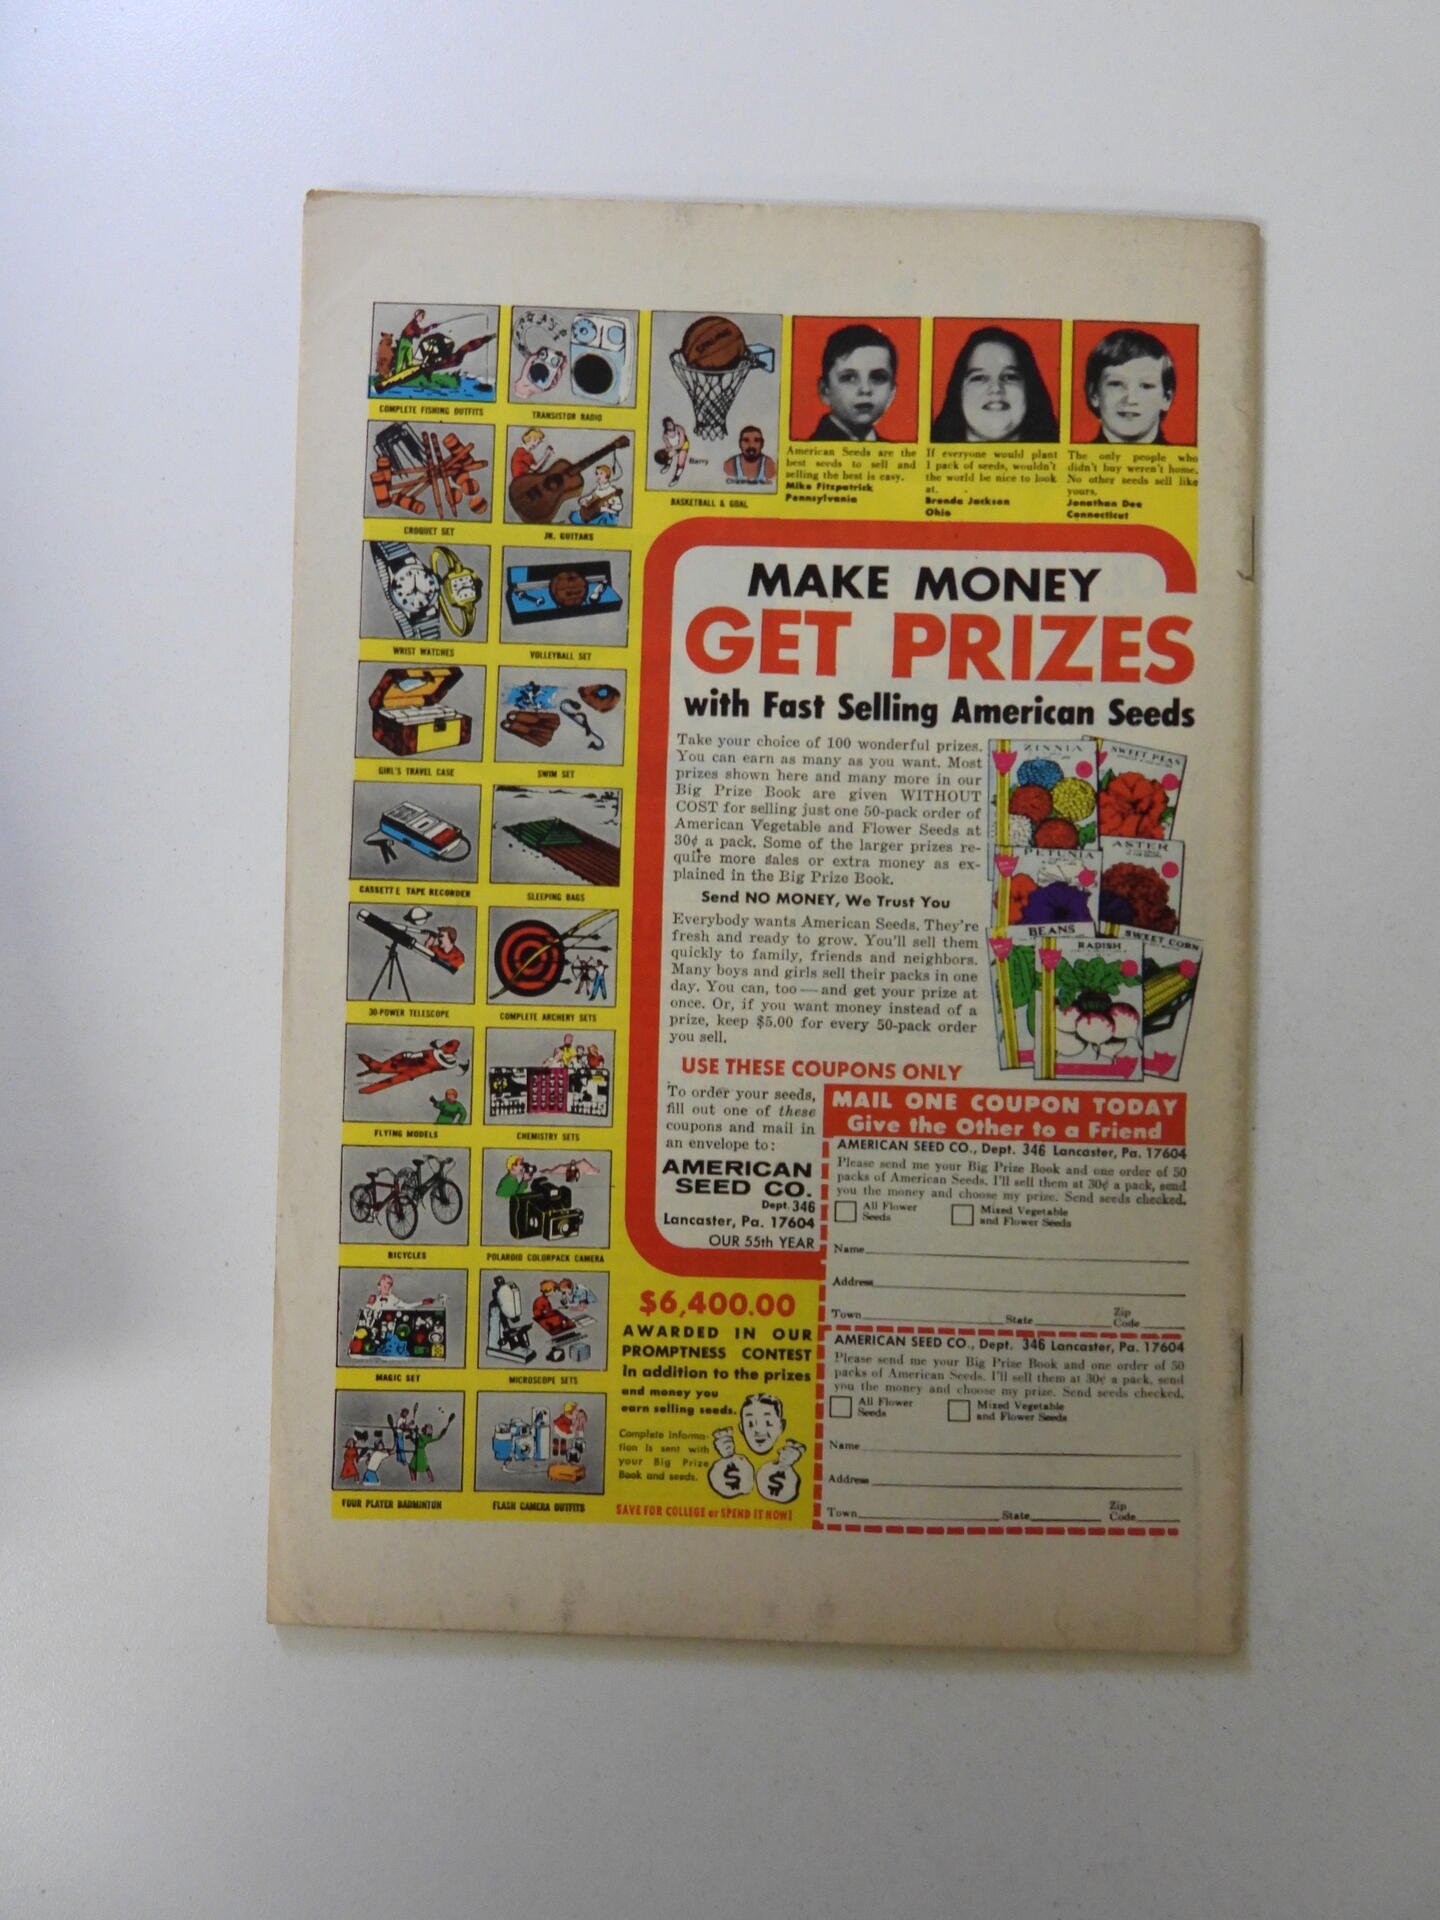 COMPLETE FISHING OUTFITS
TRANSISTOR RADIO
SPALDING
Barry
BASKETBALL & GOAL
American Seeds are the
best seeds to sell and
selling the best is easy.
Mike Fitzpatrick
Pennsylvania
If everyone would plant
1 pack of seeds, wouldn't
the world be nice to look
at.
Brenda Jackson
Ohio
The only people who
didn't buy weren't home.
No other seeds sell like
yours.
Jonathan Dee
Connecticut
CROQUET SET
JR. GUITARS
WRIST WATCHES
VOLLEYBALL SET
GIRL'S TRAVEL CASE
SWIM SET
CASSETTE TAPE RECORDER
SLEEPING BAGS
30-POWER TELESCOPE
COMPLETE ARCHERY SETS
FLYING MODELS
CHEMISTRY SETS
BICYCLES
POLAROID COLORPACK CAMERA
MAGIC SET
MICROSCOPE SETS
FOUR PLAYER BADMINTON
FLASH CAMERA OUTFITS
MAKE MONEY
GET PRIZES
with Fast Selling American Seeds
Take your choice of 100 wonderful prizes.
You can earn as many as you want. Most
prizes shown here and many more in our
Big Prize Book are given WITHOUT
COST for selling just one 50-pack order of
American Vegetable and Flower Seeds at
30¢ a pack. Some of the larger prizes re-
quire more sales or extra money as ex-
plained in the Big Prize Book.
Send NO MONEY, We Trust You
Everybody wants American Seeds. They're
fresh and ready to grow. You'll sell them
quickly to family, friends and neighbors.
Many boys and girls sell their packs in one
day. You can, too — and get your prize at
once. Or, if you want money instead of a
prize, keep $5.00 for every 50-pack order
you sell.
ZINNIA
SWEET PEAS
PETUNIA
ASTER
BEANS
RADISH
SWEET CORN
USE THESE COUPONS ONLY
To order your seeds,
fill out one of these
coupons and mail in
an envelope to:
AMERICAN
SEED CO.
Dept. 346
Lancaster, Pa. 17604
OUR 55th YEAR
MAIL ONE COUPON TODAY
Give the Other to a Friend
AMERICAN SEED CO., Dept. 346 Lancaster, Pa. 17604
Please send me your Big Prize Book and one order of 50
packs of American Seeds. I'll sell them at 30¢ a pack, send
you the money and choose my prize. Send seeds checked.
All Flower
Seeds
Mixed Vegetable
and Flower Seeds
Name
Address
Town State Zip Code
AMERICAN SEED CO., Dept. 346 Lancaster, Pa. 17604
Please send me your Big Prize Book and one order of 50
packs of American Seeds. I'll sell them at 30¢ a pack, send
you the money and choose my prize. Send seeds checked.
All Flower
Seeds
Mixed Vegetable
and Flower Seeds
Name
Address
Town State Zip Code
$6,400.00
AWARDED IN OUR
PROMPTNESS CONTEST
In addition to the prizes
and money you
earn selling seeds.
Complete informa-
tion is sent with
your Big Prize
Book and seeds.
$ $
SAVE FOR COLLEGE or SPEND IT NOW!